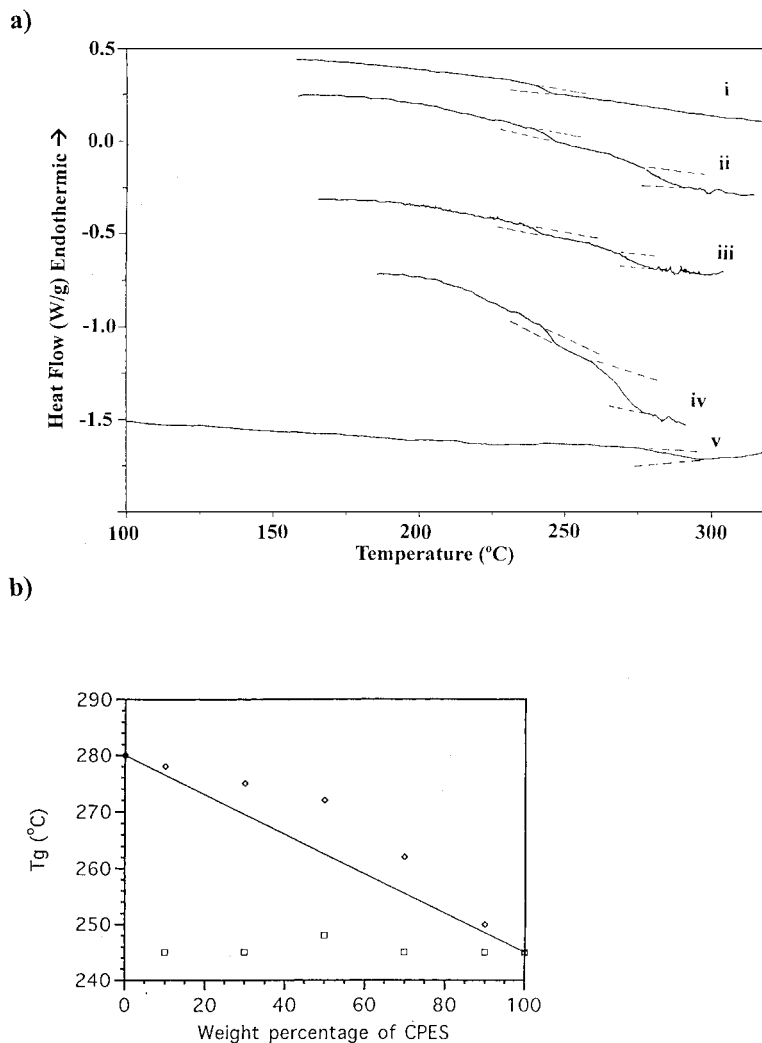 a)
0.5
0.0
-0.5
-1.0
-1.5
Heat Flow (W/g) Endothermic →
i
ii
iii
iv
v
100
150
200
250
300
Temperature (°C)
b)
290
280
270
260
250
240
Tg (°C)
0
20
40
60
80
100
Weight percentage of CPES